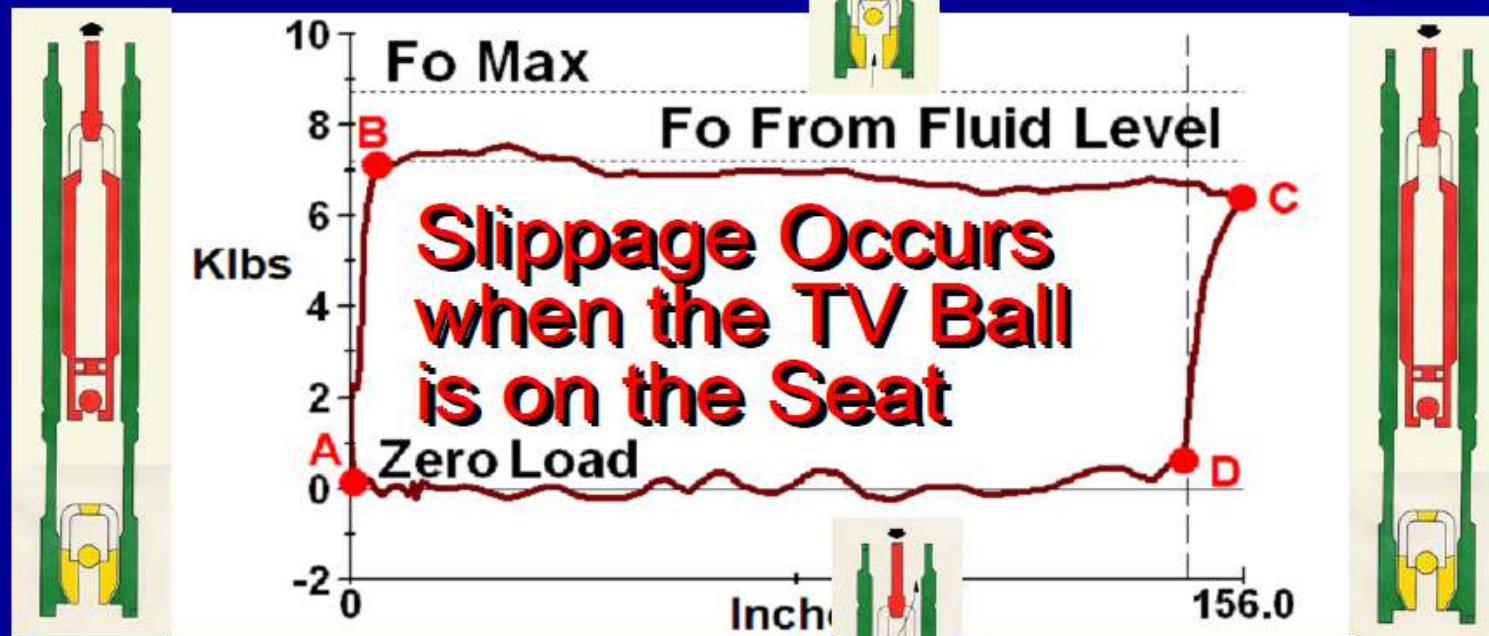 10
Fo Max
8
B
Fo From Fluid Level
6
C
Klbs
Slippage Occurs
when the TV Ball
is on the Seat
4
2
A
Zero Load
0
D
-2
0
Inche
156.0